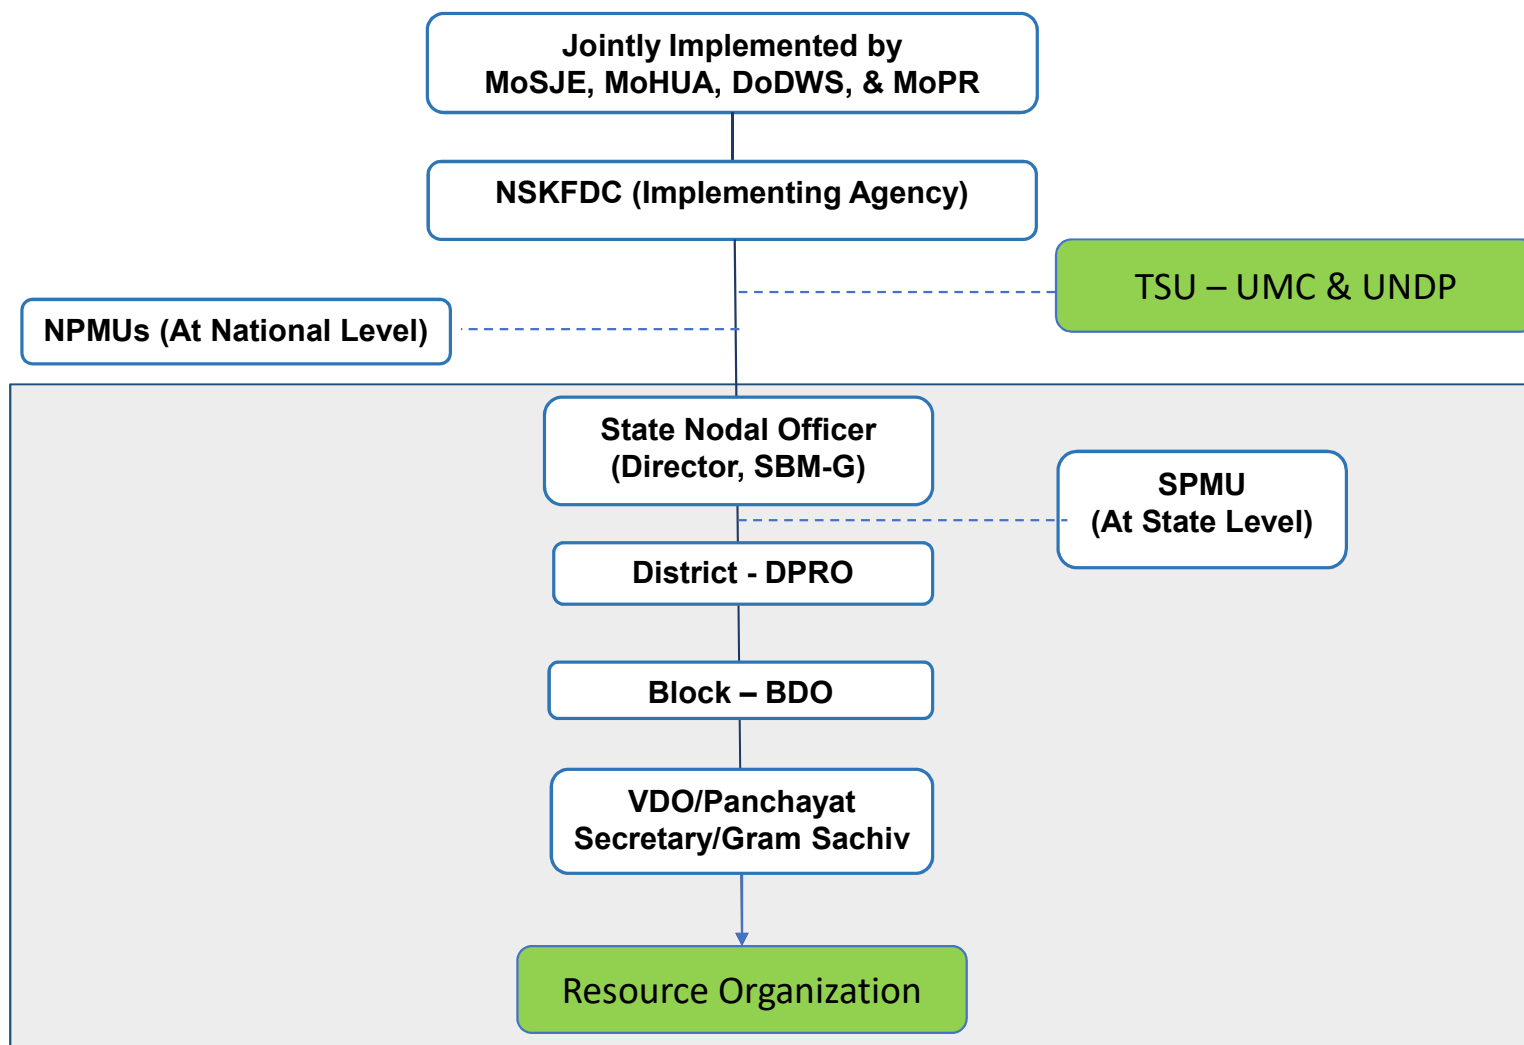 Jointly Implemented by
MoSJE, MoHUA, DoDWS, & MoPR
NSKFDC (Implementing Agency)
TSU – UMC & UNDP
NPMUs (At National Level)
State Nodal Officer
(Director, SBM-G)
SPMU
(At State Level)
District - DPRO
Block – BDO
VDO/Panchayat
Secretary/Gram Sachiv
Resource Organization